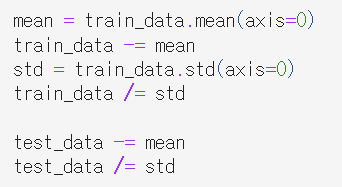 mean = train_data.mean(axis=0)
train_data -= mean
std = train_data.std(axis=0)
train_data /= std

test_data -= mean
test_data /= std